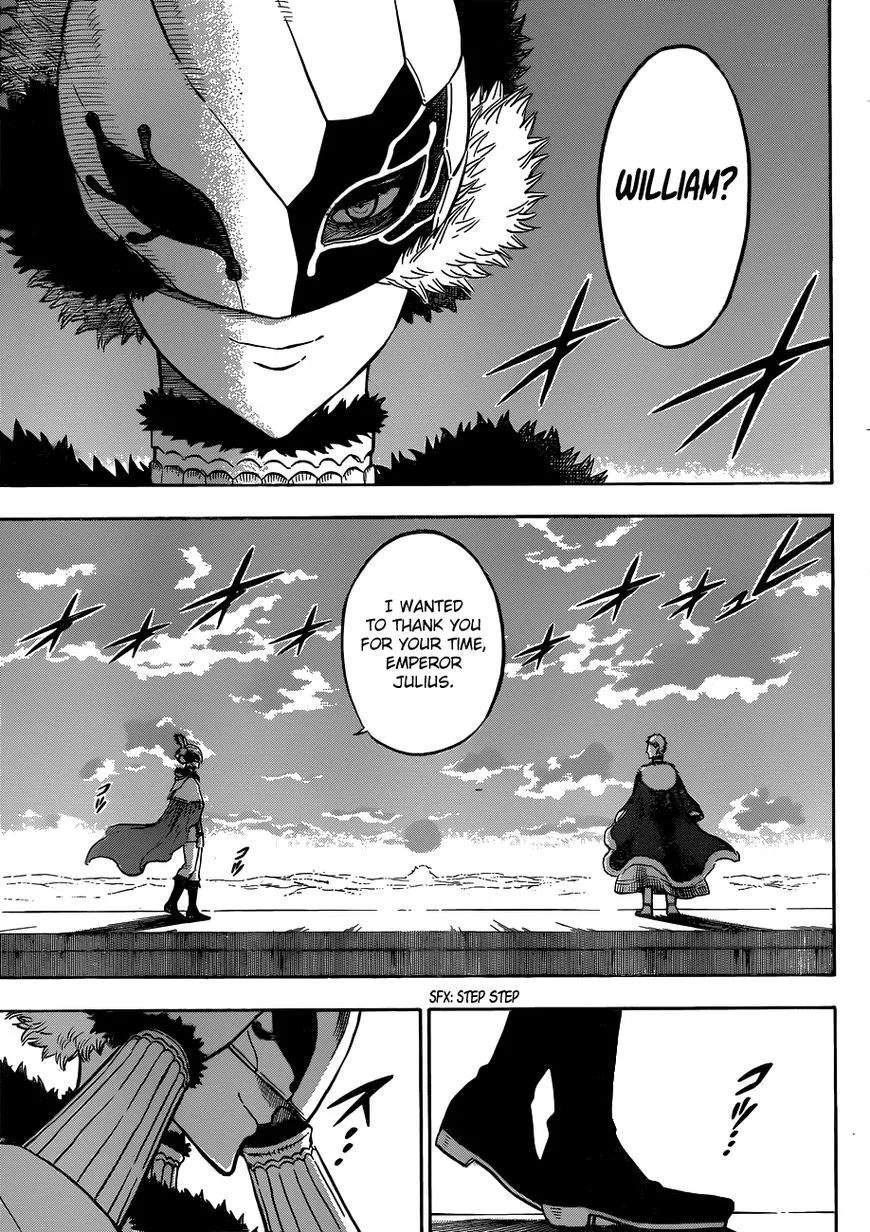 WILLIAM?
I WANTED
TO THANK YOU
FOR YOUR TIME,
EMPEROR
JULIUS.
SFX: STEP STEP